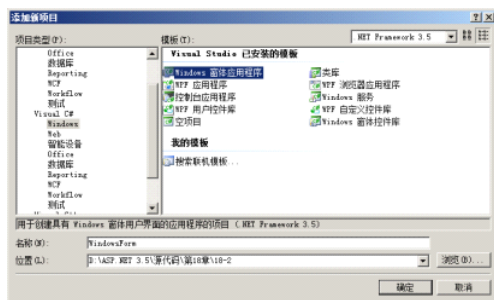 添加新项目
项目类型(P):
模板(T):
.NET Framework 3.5
Office
数据库
Reporting
WCF
Workflow
测试
Visual C#
Windows
Web
智能设备
Office
数据库
Reporting
WCF
Workflow
测试
Visual Studio 已安装的模板
Windows 窗体应用程序
类库
WPF 应用程序
WPF 浏览器应用程序
控制台应用程序
Windows 服务
WPF 用户控件库
WPF 自定义控件库
空项目
Windows 窗体控件库
我的模板
搜索联机模板...
用于创建具有 Windows 窗体用户界面的应用程序的项目 (.NET Framework 3.5)
名称(N):
WindowsForm
位置(L):
D:\ASP.NET 3.5\源代码\第18章\18-2
浏览(B)...
确定
取消